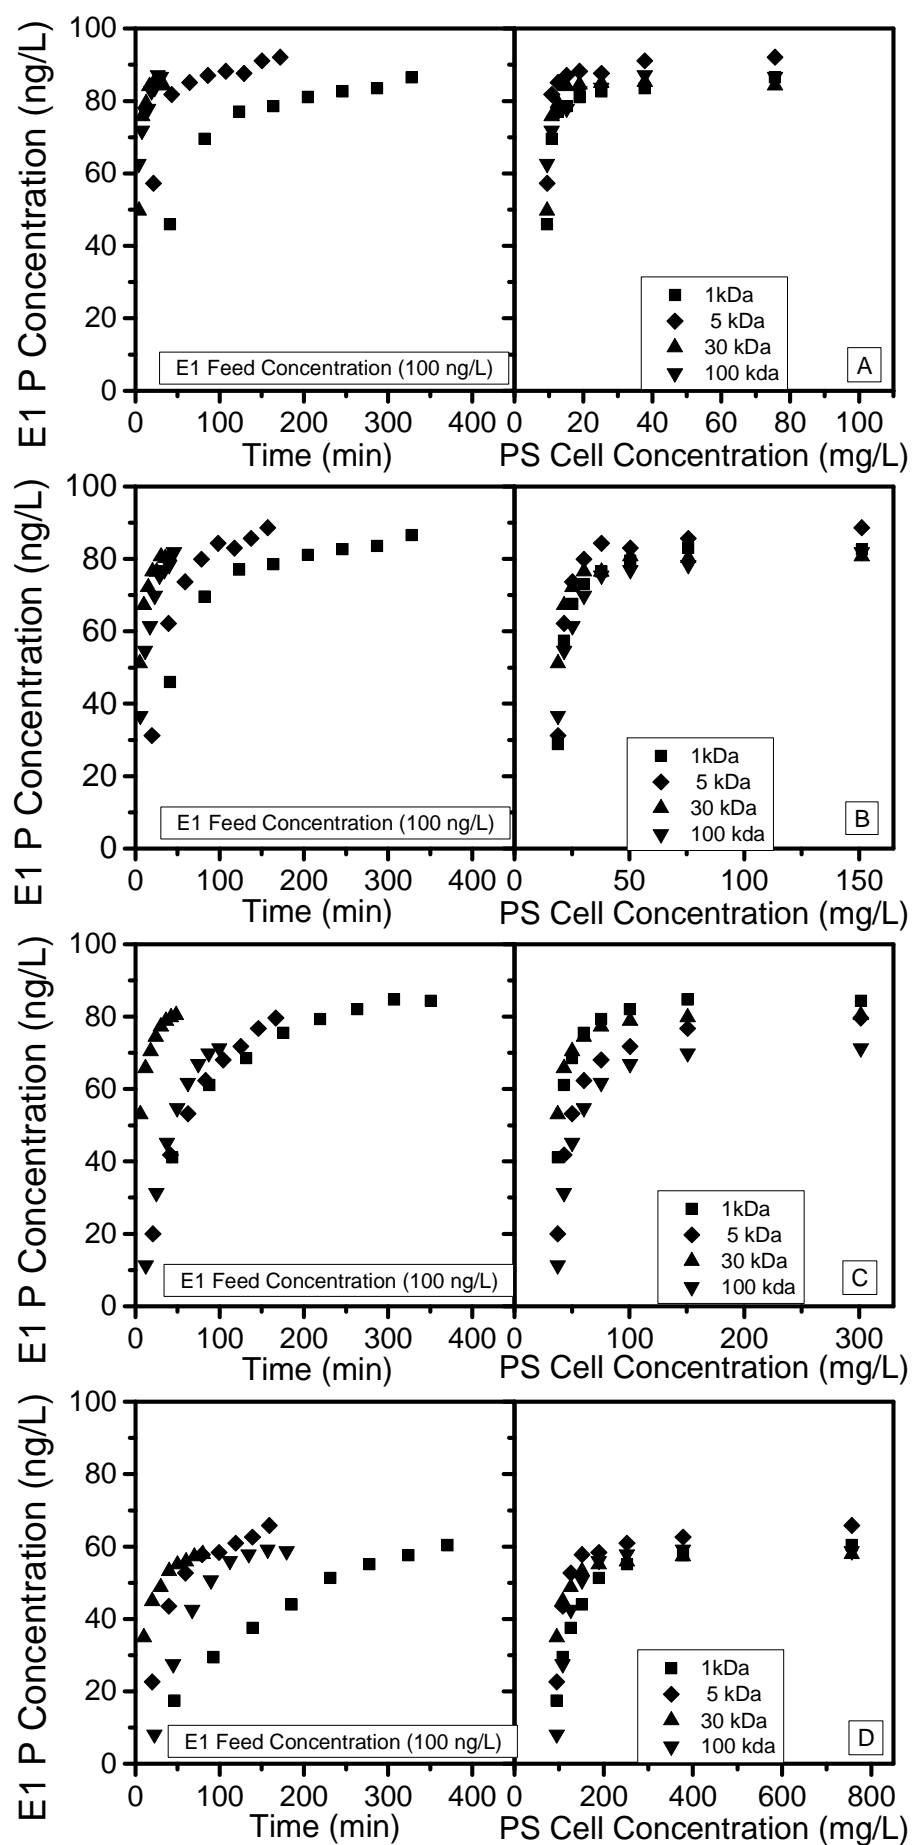 E1 P Concentration (ng/L)
100
80
60
40
20
0
E1 Feed Concentration (100 ng/L)
0 100 200 300 400
Time (min)
1kDa
5 kDa
30 kDa
100 kda
A
0 20 40 60 80 100
PS Cell Concentration (mg/L)
E1 P Concentration (ng/L)
100
80
60
40
20
0
E1 Feed Concentration (100 ng/L)
0 100 200 300 400
Time (min)
1kDa
5 kDa
30 kDa
100 kda
B
0 50 100 150
PS Cell Concentration (mg/L)
E1 P Concentration (ng/L)
100
80
60
40
20
0
E1 Feed Concentration (100 ng/L)
0 100 200 300 400
Time (min)
1kDa
5 kDa
30 kDa
100 kda
C
0 100 200 300
PS Cell Concentration (mg/L)
E1 P Concentration (ng/L)
100
80
60
40
20
0
E1 Feed Concentration (100 ng/L)
0 100 200 300 400
Time (min)
1kDa
5 kDa
30 kDa
100 kda
D
0 200 400 600 800
PS Cell Concentration (mg/L)